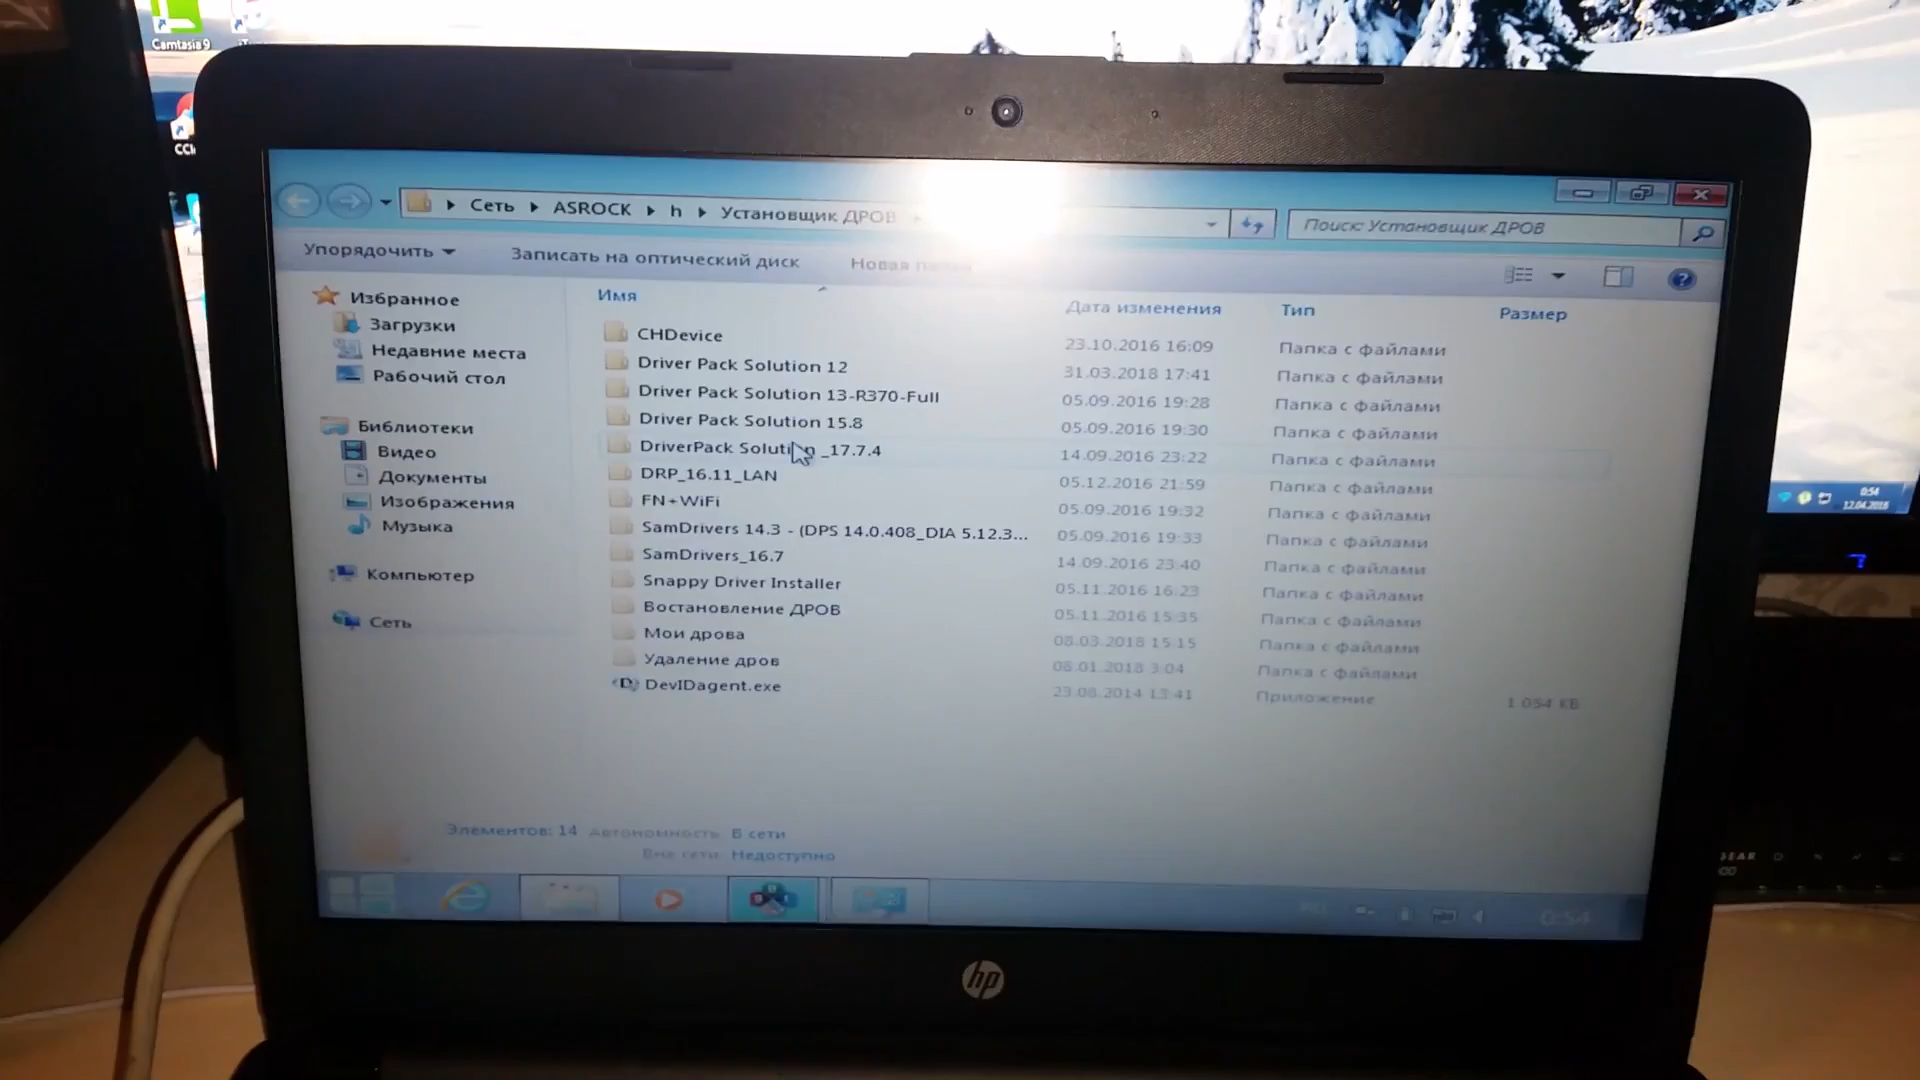 Camtasia 9
Сеть ▸ ASROCK ▸ h ▸ Установщик ДРОВ
Поиск: Установщик ДРОВ
Упорядочить
Записать на оптический диск
Новая папка
Имя
Дата изменения
Тип
Размер
Избранное
Загрузки
Недавние места
Рабочий стол
Библиотеки
Видео
Документы
Изображения
Музыка
Компьютер
Сеть
CHDevice 23.10.2016 16:09 Папка с файлами
Driver Pack Solution 12 31.03.2018 17:41 Папка с файлами
Driver Pack Solution 13-R370-Full 05.09.2016 19:28 Папка с файлами
Driver Pack Solution 15.8 05.09.2016 19:30 Папка с файлами
DriverPack Solution _17.7.4 14.09.2016 23:22 Папка с файлами
DRP_16.11_LAN 05.12.2016 21:59 Папка с файлами
FN+WiFi 05.09.2016 19:32 Папка с файлами
SamDrivers 14.3 - (DPS 14.0.408_DIA 5.12.3... 05.09.2016 19:33 Папка с файлами
SamDrivers_16.7 14.09.2016 23:40 Папка с файлами
Snappy Driver Installer 05.11.2016 16:23 Папка с файлами
Востановление ДРОВ 05.11.2016 15:35 Папка с файлами
Мои дрова 08.03.2018 15:15 Папка с файлами
Удаление дров 08.01.2018 3:04 Папка с файлами
DevIDagent.exe 23.08.2014 13:41 Приложение 1 054 КБ
Элементов: 14 Автономность: В сети
Вне сети: Недоступно
0:54
0:54
12.04.2018
hp